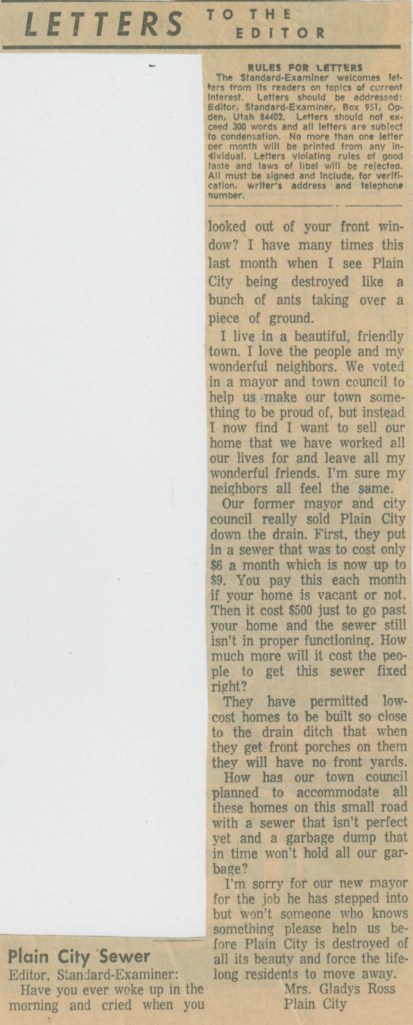 LETTERS TO THE EDITOR
RULES FOR LETTERS
The Standard-Examiner welcomes let-
ters from its readers on topics of current
interest. Letters should be addressed:
Editor, Standard-Examiner, Box 951, Og-
den, Utah 84402. Letters should not ex-
ceed 300 words and all letters are subject
to condensation. No more than one letter
per month will be printed from any in-
dividual. Letters violating rules of good
taste and laws of libel will be rejected.
All must be signed and include, for verifi-
cation, writer's address and telephone
number.
Plain City Sewer
Editor, Standard-Examiner:
Have you ever woke up in the
morning and cried when you
looked out of your front win-
dow? I have many times this
last month when I see Plain
City being destroyed like a
bunch of ants taking over a
piece of ground.
I live in a beautiful, friendly
town. I love the people and my
wonderful neighbors. We voted
in a mayor and town council to
help us make our town some-
thing to be proud of, but instead
I now find I want to sell our
home that we have worked all
our lives for and leave all my
wonderful friends. I'm sure my
neighbors all feel the same.
Our former mayor and city
council really sold Plain City
down the drain. First, they put
in a sewer that was to cost only
$6 a month which is now up to
$9. You pay this each month
if your home is vacant or not.
Then it cost $500 just to go past
your home and the sewer still
isn't in proper functioning. How
much more will it cost the peo-
ple to get this sewer fixed
right?
They have permitted low-
cost homes to be built so close
to the drain ditch that when
they get front porches on them
they will have no front yards.
How has our town council
planned to accommodate all
these homes on this small road
with a sewer that isn't perfect
yet and a garbage dump that
in time won't hold all our gar-
bage?
I'm sorry for our new mayor
for the job he has stepped into
but won't someone who knows
something please help us be-
fore Plain City is destroyed of
all its beauty and force the life-
long residents to move away.
Mrs. Gladys Ross
Plain City